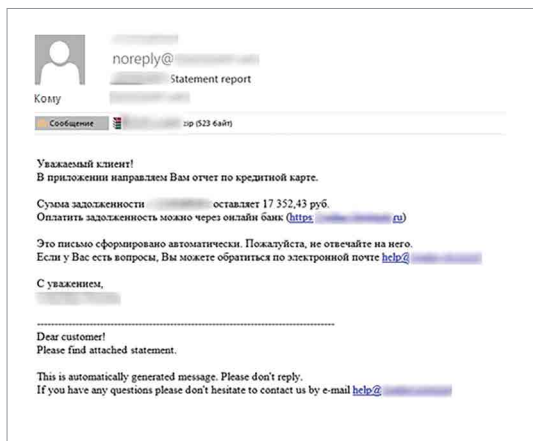 noreply@
Statement report
Кому
Сообщение zip (523 байт)
Уважаемый клиент!
В приложении направляем Вам отчет по кредитной карте.
Сумма задолженности оставляет 17 352,43 руб.
Оплатить задолженность можно через онлайн банк (https ru)
Это письмо сформировано автоматически. Пожалуйста, не отвечайте на него.
Если у Вас есть вопросы, Вы можете обратиться по электронной почте help@
С уважением,
Dear customer!
Please find attached statement.
This is automatically generated message. Please don't reply.
If you have any questions please don't hesitate to contact us by e-mail help@